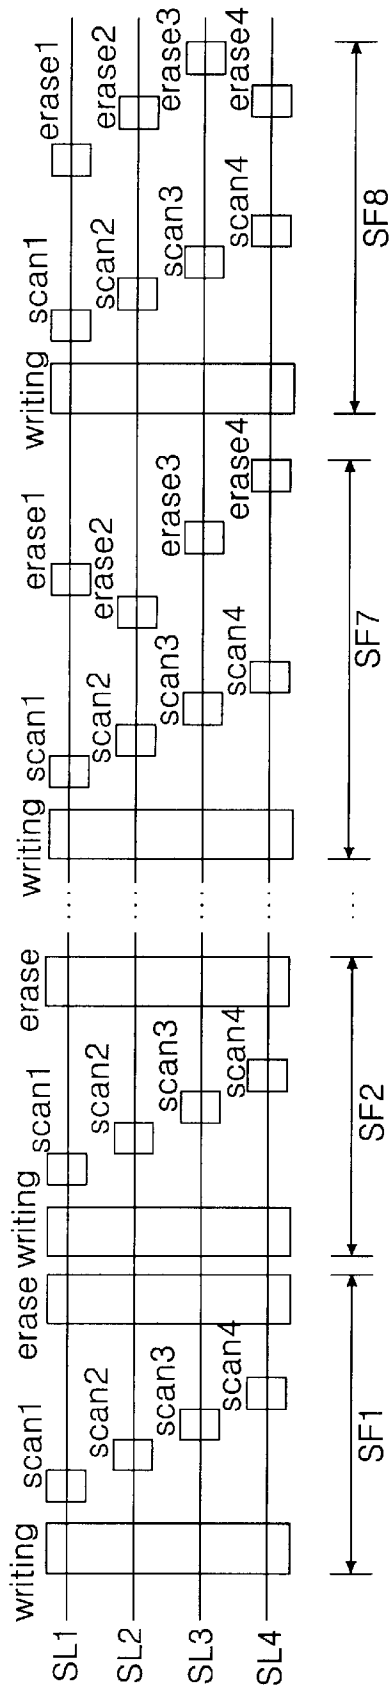 writing scan1 erase writing scan1 erase writing scan1 erase1 writing scan1 erase1
SL1 ....
scan2 scan2 scan2 erase2 scan2 erase2
SL2 ....
scan3 scan3 scan3 erase3 scan3 erase3
SL3 ....
scan4 scan4 scan4 erase4 scan4 erase4
SL4 ....
SF1 SF2 ... SF7 SF8